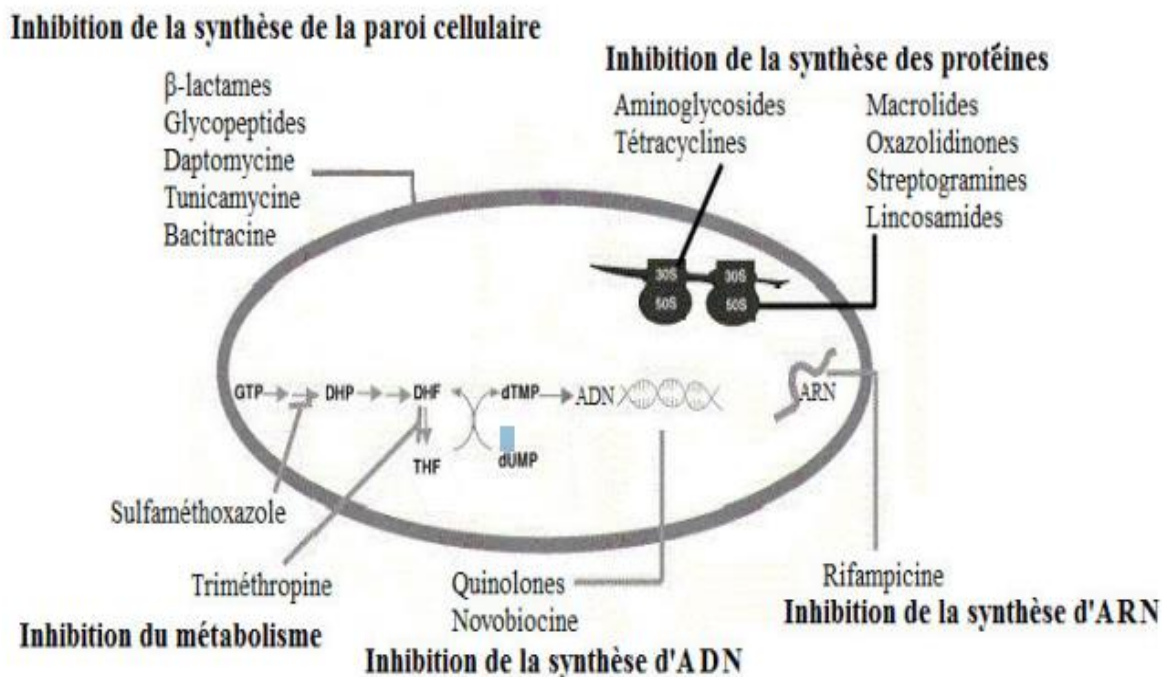 Inhibition de la synthèse de la paroi cellulaire
β-lactames
Glycopeptides
Daptomycine
Tunicamycine
Bacitracine
Inhibition de la synthèse des protéines
Aminoglycosides
Tétracyclines
Macrolides
Oxazolidinones
Streptogramines
Lincosamides
30S 30S
50S 50S
GTP DHP DHF dTMP ADN
ARN
THF dUMP
Sulfaméthoxazole
Triméthropine
Inhibition du métabolisme
Quinolones
Novobiocine
Inhibition de la synthèse d'ADN
Rifampicine
Inhibition de la synthèse d'ARN